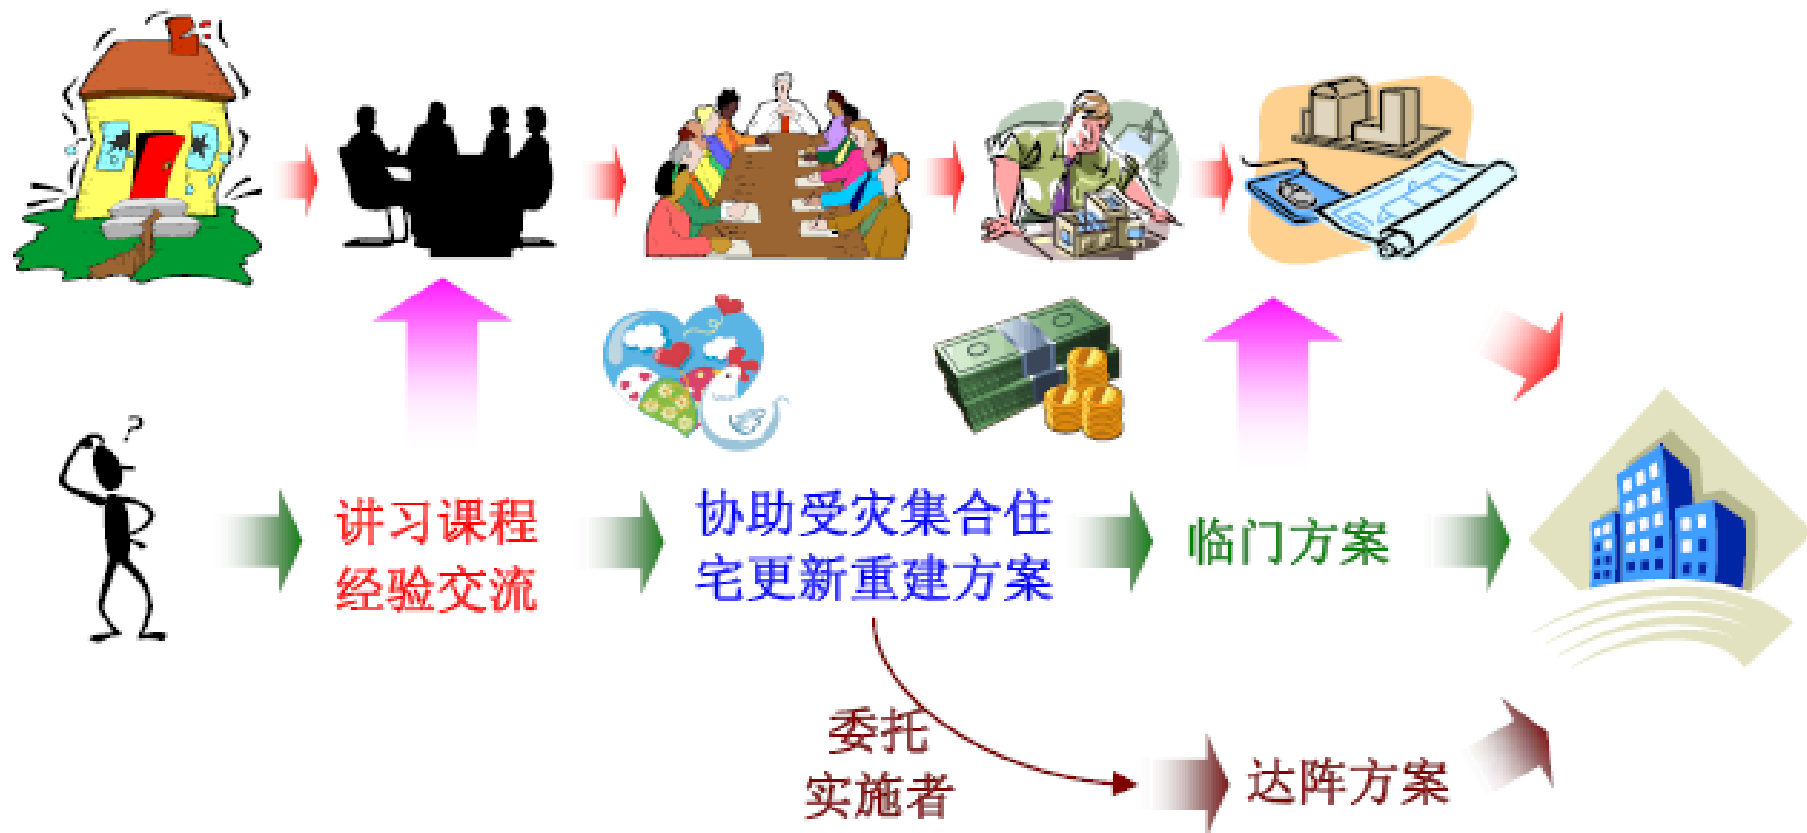 ?
讲习课程
经验交流
协助受灾集合住
宅更新重建方案
临门方案
委托
实施者
达阵方案